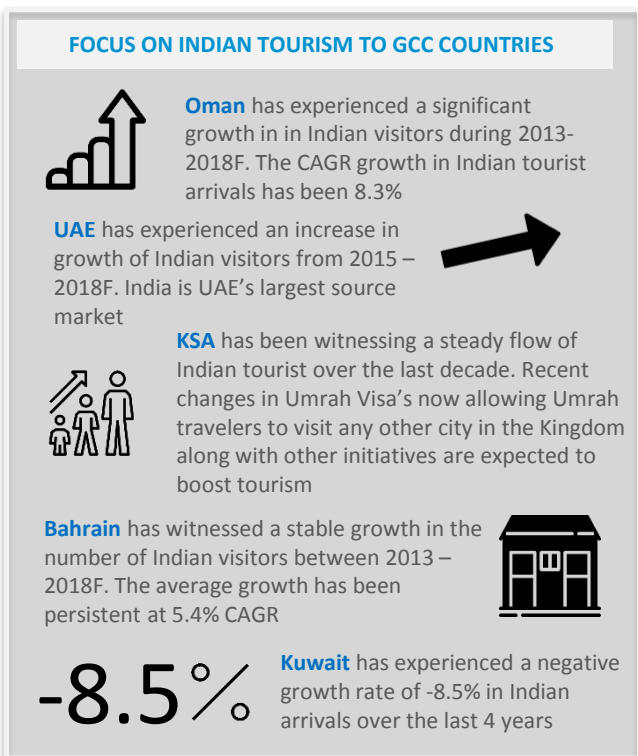 FOCUS ON INDIAN TOURISM TO GCC COUNTRIES
Oman has experienced a significant
growth in in Indian visitors during 2013-
2018F. The CAGR growth in Indian tourist
arrivals has been 8.3%
UAE has experienced an increase in
growth of Indian visitors from 2015 –
2018F. India is UAE’s largest source
market
KSA has been witnessing a steady flow of
Indian tourist over the last decade. Recent
changes in Umrah Visa’s now allowing Umrah
travelers to visit any other city in the Kingdom
along with other initiatives are expected to
boost tourism
Bahrain has witnessed a stable growth in the
number of Indian visitors between 2013 –
2018F. The average growth has been
persistent at 5.4% CAGR
-8.5%
Kuwait has experienced a negative
growth rate of -8.5% in Indian
arrivals over the last 4 years